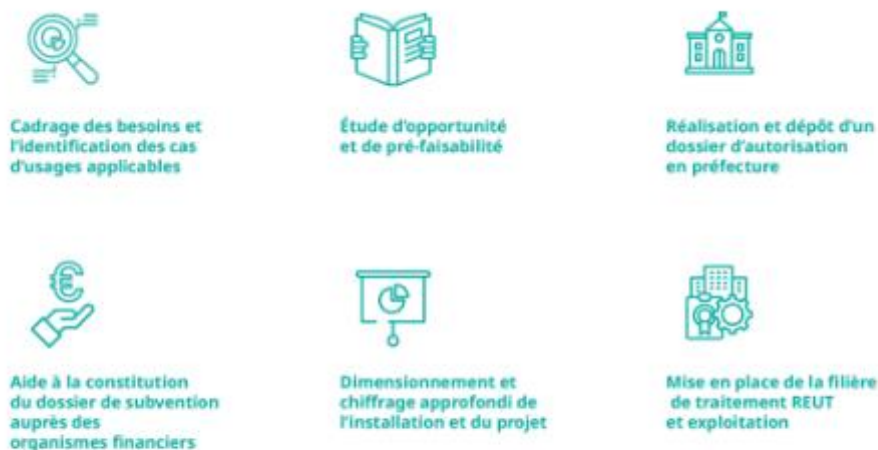 Cadrage des besoins et
l'identification des cas
d'usages applicables
Étude d'opportunité
et de pré-faisabilité
Réalisation et dépôt d'un
dossier d'autorisation
en préfecture
Aide à la constitution
du dossier de subvention
auprès des
organismes financiers
Dimensionnement et
chiffrage approfondi de
l'installation et du projet
Mise en place de la filière
de traitement REUT
et exploitation